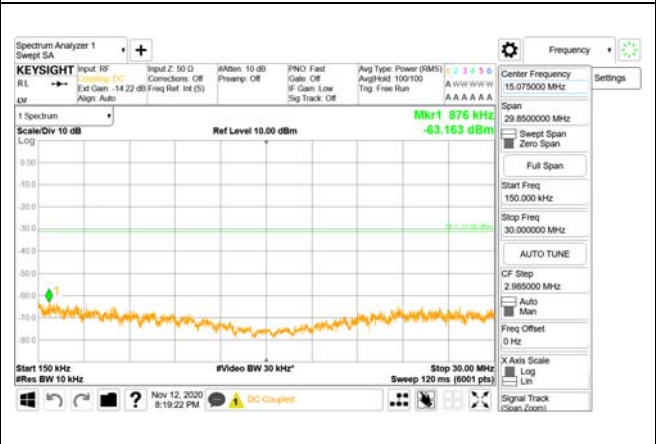 Spectrum Analyzer 1
Swept SA
Frequency
KEYSIGHT
RL
Input: RF
Coupling: DC
Ext Gain: -14.22 dB
Align: Auto
Input Z: 50 Ω
Corrections: Off
Freq Ref: Int (S)
#Atten: 10 dB
Preamp: Off
PNO: Fast
Gate: Off
IF Gain: Low
Sig Track: Off
Avg Type: Power (RMS)
Avg|Hold: 100/100
Trig: Free Run
1 2 3 4 5 6
A W W W W W
A A A A A A
1 Spectrum
Scale/Div 10 dB
Log
Ref Level 10.00 dBm
Mkr1 876 kHz
-63.163 dBm
0.00
-10.0
-20.0
-30.0
-40.0
-50.0
-60.0
-70.0
-80.0
1
Start 150 kHz
#Res BW 10 kHz
#Video BW 30 kHz*
Stop 30.00 MHz
Sweep 120 ms (6001 pts)
Nov 12, 2020
8:19:22 PM
DC Coupled
Center Frequency
15.075000 MHz
Settings
Span
29.8500000 MHz
Swept Span
Zero Span
Full Span
Start Freq
150.000 kHz
Stop Freq
30.000000 MHz
AUTO TUNE
CF Step
2.985000 MHz
Auto
Man
Freq Offset
0 Hz
X Axis Scale
Log
Lin
Signal Track
(Span Zoom)